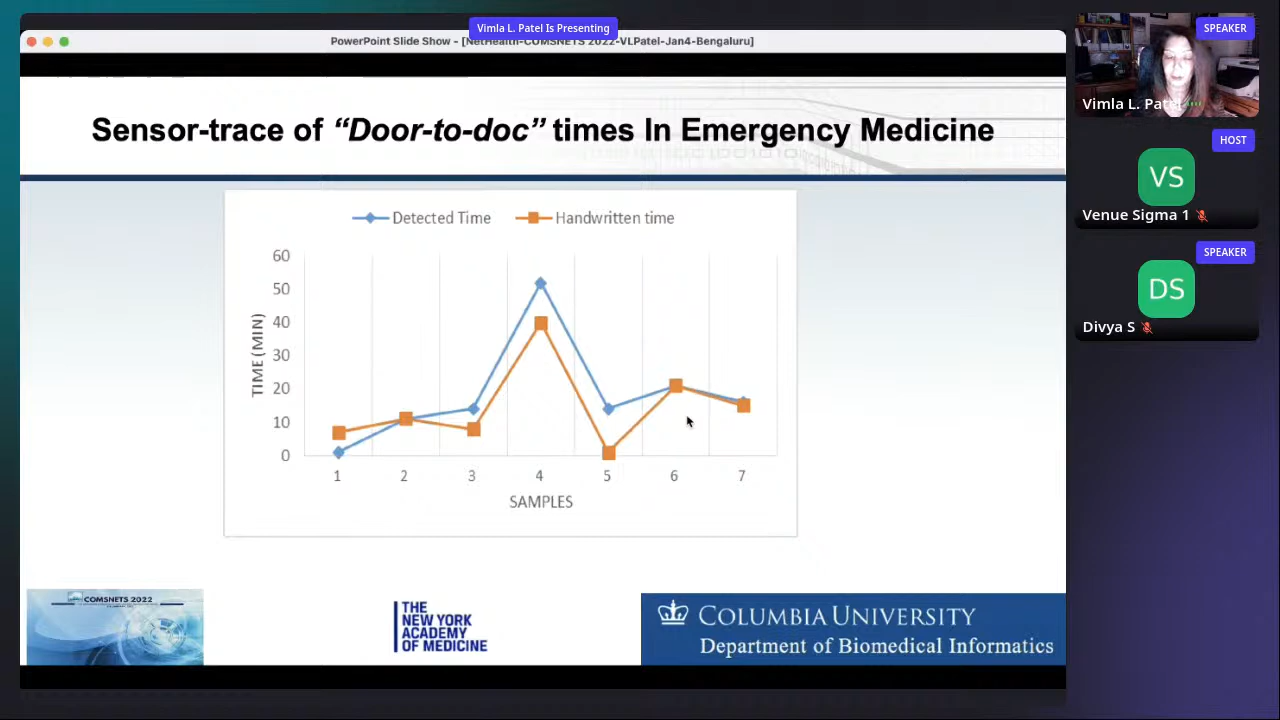 Vimla L. Patel Is Presenting
PowerPoint Slide Show - [NetHealth-COMSNETS 2022-VLPatel-Jan4-Bengaluru]
Sensor-trace of “Door-to-doc” times In Emergency Medicine
Detected Time Handwritten time
60
50
40
30
20
10
0
TIME (MIN)
1 2 3 4 5 6 7
SAMPLES
COMSNETS 2022
THE
NEW YORK
ACADEMY
OF MEDICINE
COLUMBIA UNIVERSITY
Department of Biomedical Informatics
SPEAKER
Vimla L. Patel
HOST
VS
Venue Sigma 1
SPEAKER
DS
Divya S